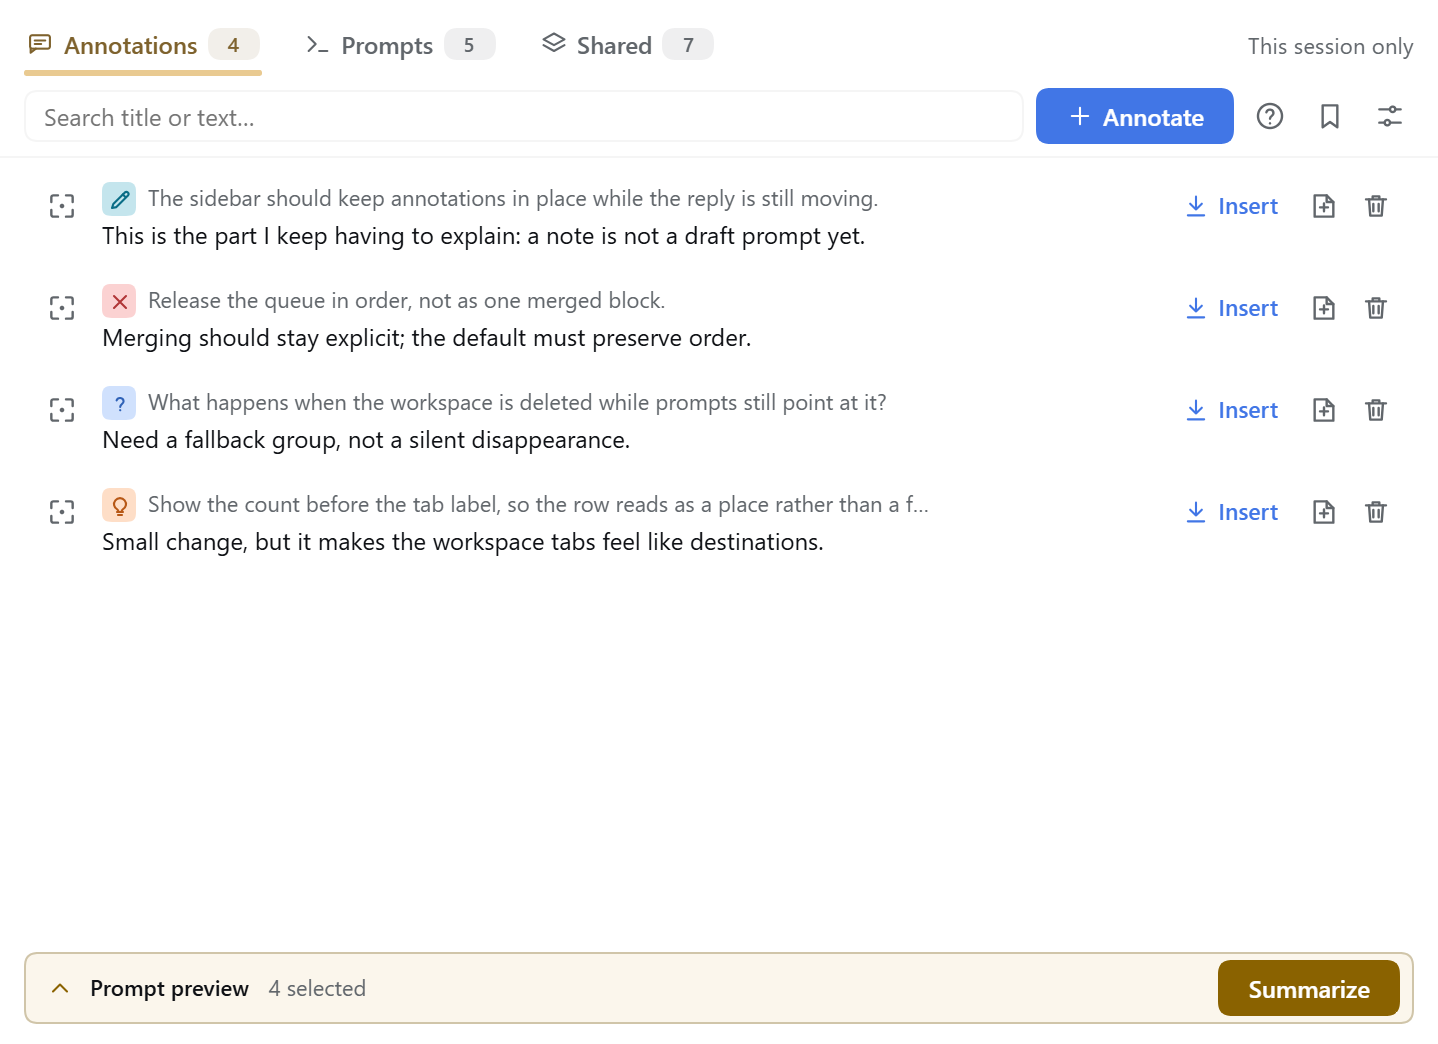 Annotations 4 Prompts 5 Shared 7 This session only
Search title or text... Annotate
The sidebar should keep annotations in place while the reply is still moving.
This is the part I keep having to explain: a note is not a draft prompt yet.
Insert
Release the queue in order, not as one merged block.
Merging should stay explicit; the default must preserve order.
Insert
? What happens when the workspace is deleted while prompts still point at it?
Need a fallback group, not a silent disappearance.
Insert
Show the count before the tab label, so the row reads as a place rather than a f...
Small change, but it makes the workspace tabs feel like destinations.
Insert
Prompt preview 4 selected Summarize